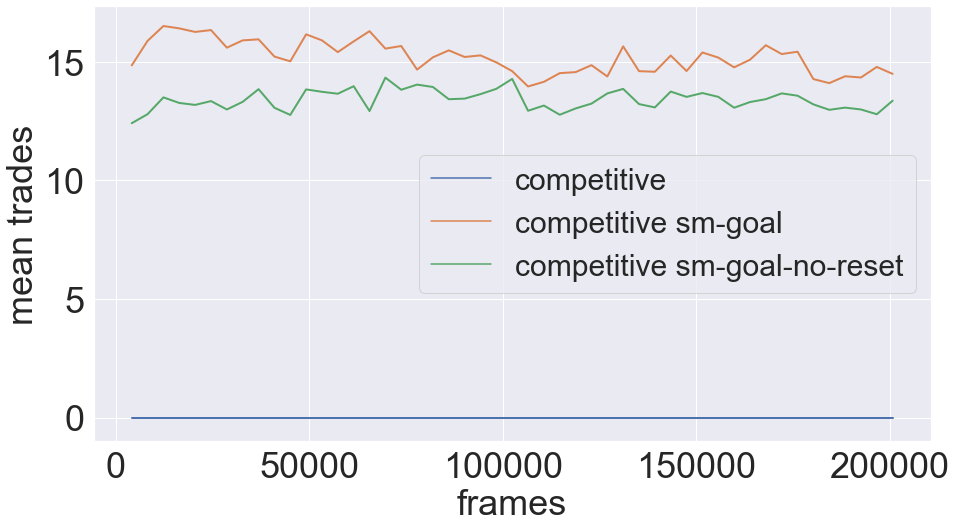 mean trades
15
10
5
0
competitive
competitive sm-goal
competitive sm-goal-no-reset
0 50000 100000 150000 200000
frames